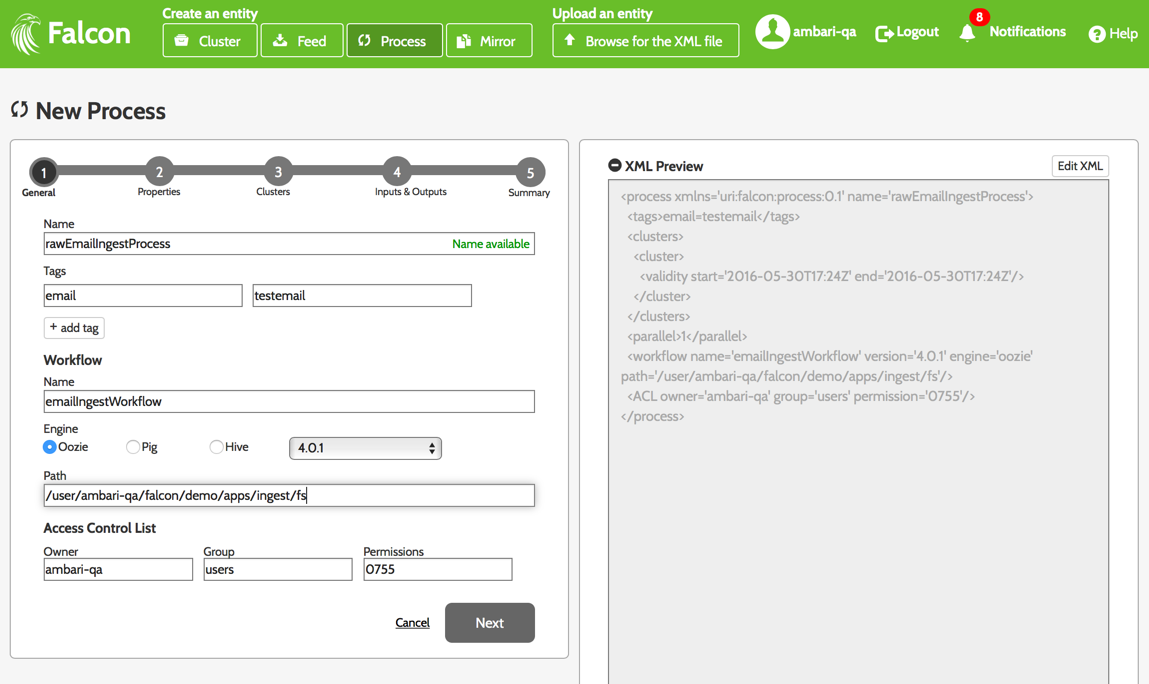 Falcon
Create an entity
Cluster Feed Process Mirror
Upload an entity
Browse for the XML file
ambari-qa
Logout
8
Notifications
Help
New Process
1 2 3 4 5
General Properties Clusters Inputs & Outputs Summary
Name
rawEmailIngestProcess Name available
Tags
email testemail
+ add tag
Workflow
Name
emailIngestWorkflow
Engine
Oozie Pig Hive 4.0.1
Path
/user/ambari-qa/falcon/demo/apps/ingest/fs
Access Control List
Owner Group Permissions
ambari-qa users 0755
Cancel Next
XML Preview Edit XML
<process xmlns='uri:falcon:process:0.1' name='rawEmailIngestProcess'>
<tags>email=testemail</tags>
<clusters>
<cluster>
<validity start='2016-05-30T17:24Z' end='2016-05-30T17:24Z'/>
</cluster>
</clusters>
<parallel>1</parallel>
<workflow name='emailIngestWorkflow' version='4.0.1' engine='oozie'
path='/user/ambari-qa/falcon/demo/apps/ingest/fs'/>
<ACL owner='ambari-qa' group='users' permission='0755'/>
</process>